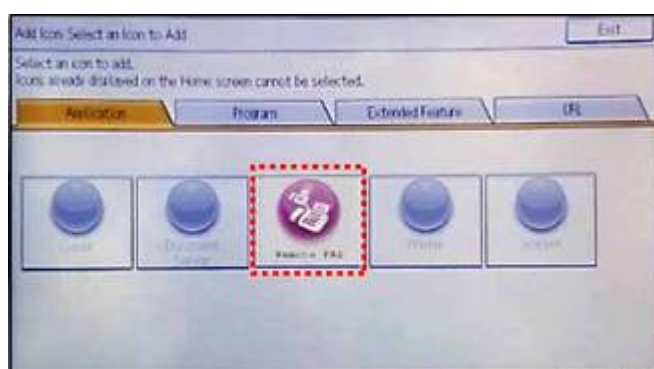 Add Icon: Select an Icon to Add
Exit
Select an icon to add.
Icons already displayed on the Home screen cannot be selected.
Application
Program
Extended Feature
URL
Copier
Document
Server
Remote FAX
Printer
Scanner